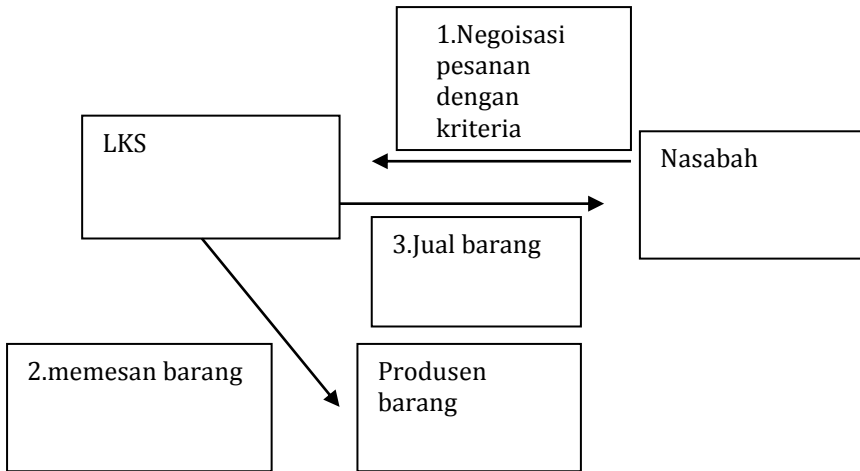 1.Negoisasi
pesanan
dengan
kriteria
LKS
Nasabah
3.Jual barang
2.memesan barang
Produsen
barang